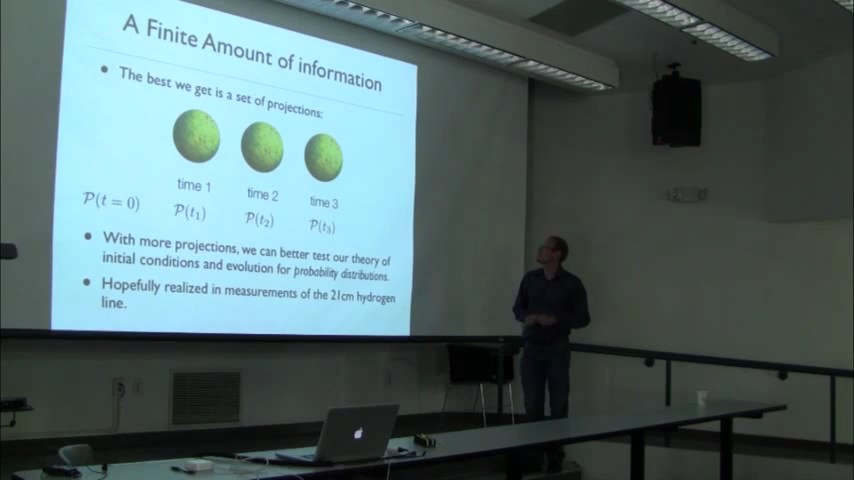 A Finite Amount of information
• The best we get is a set of projections:
time 1 time 2 time 3
P(t = 0) P(t₁) P(t₂) P(t₃)
• With more projections, we can better test our theory of
initial conditions and evolution for probability distributions.
• Hopefully realized in measurements of the 21cm hydrogen
line.